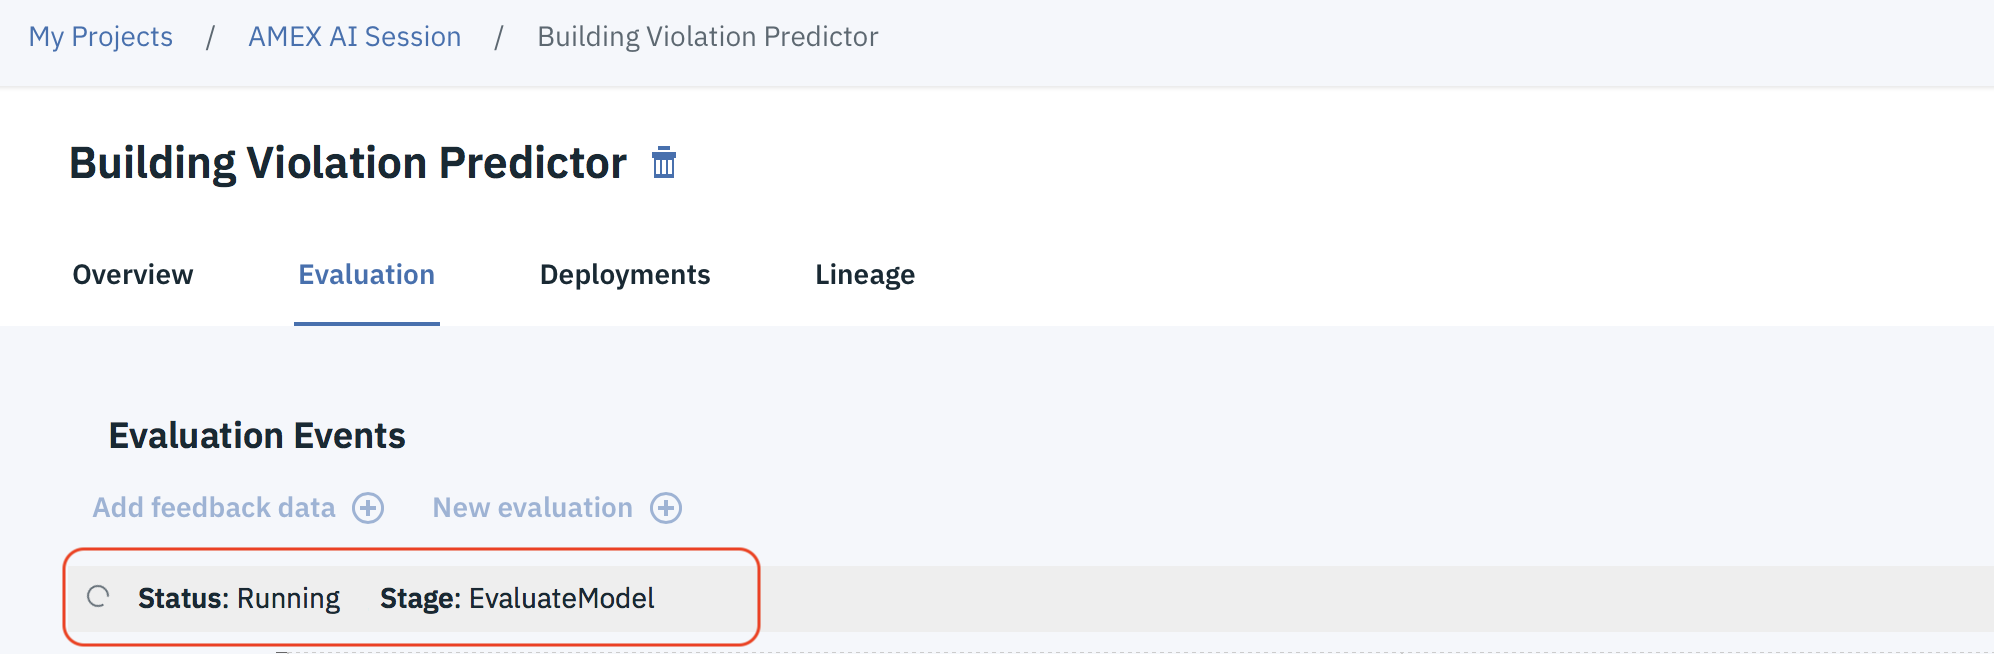 My Projects / AMEX AI Session / Building Violation Predictor
Building Violation Predictor
Overview Evaluation Deployments Lineage
Evaluation Events
Add feedback data New evaluation
Status: Running Stage: EvaluateModel